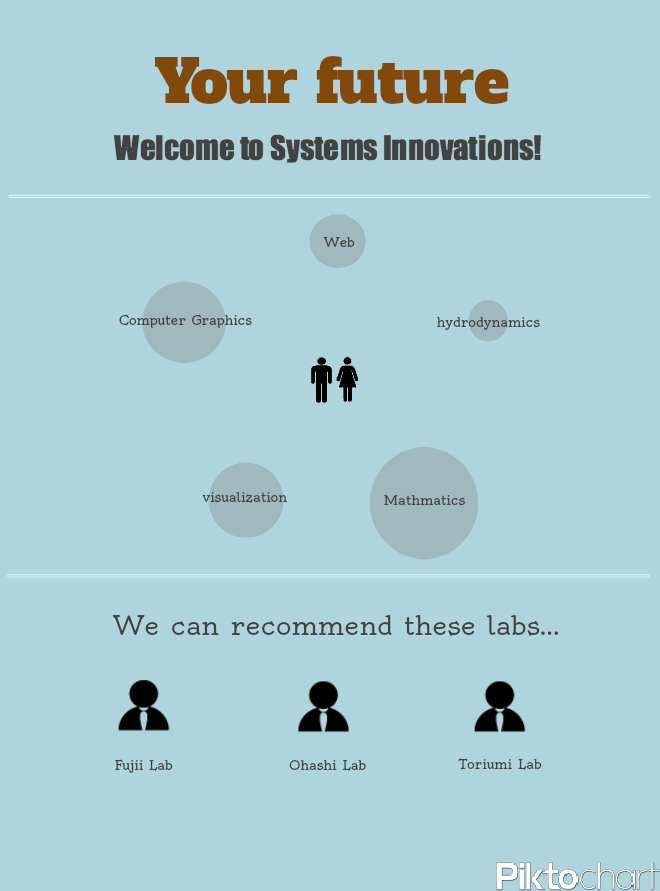 Your future
Welcome to Systems Innovations!
Web
Computer Graphics
hydrodynamics
visualization
Mathmatics
We can recommend these labs...
Fujii Lab
Ohashi Lab
Toriumi Lab
Piktochart